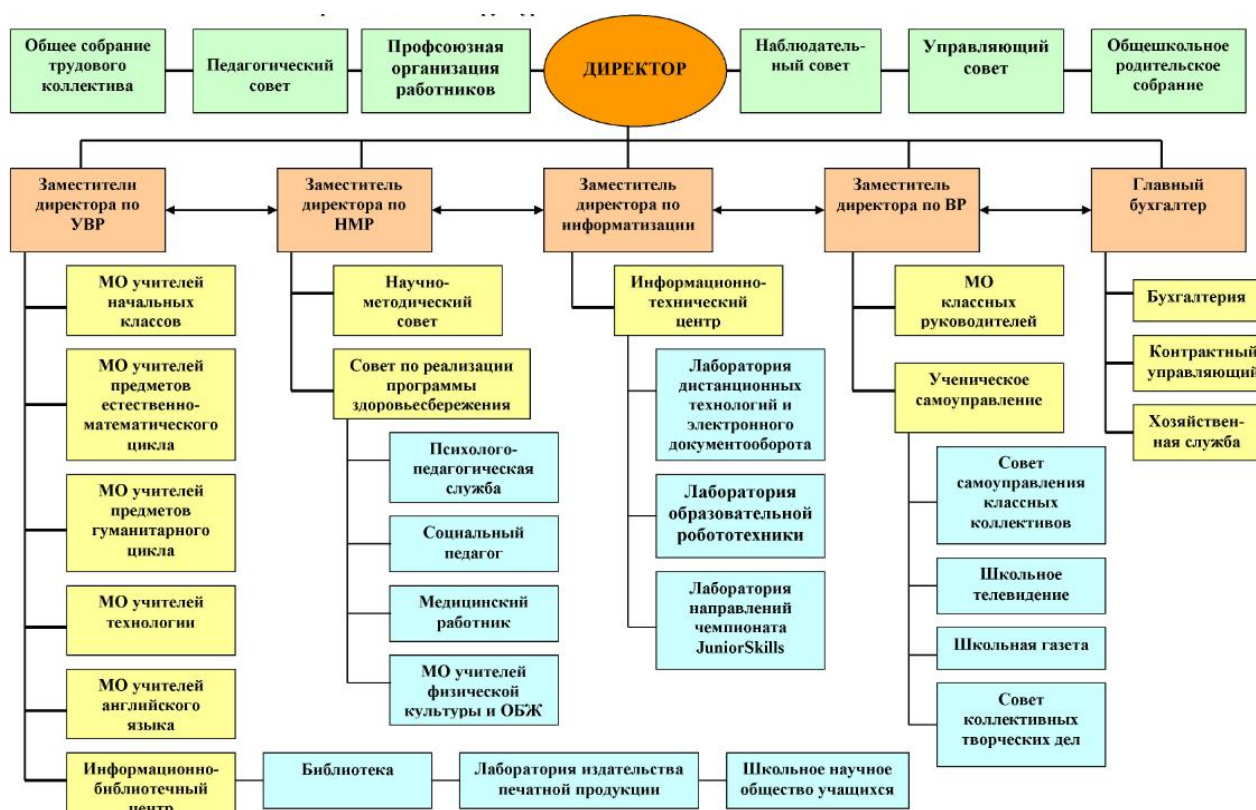 Общее собрание
трудового
коллектива
Педагогический
совет
Профсоюзная
организация
работников
ДИРЕКТОР
Наблюдатель-
ный совет
Управляющий
совет
Общешкольное
родительское
собрание
Заместители
директора по
УВР
Заместитель
директора по
НМР
Заместитель
директора по
информатизации
Заместитель
директора по ВР
Главный
бухгалтер
МО учителей
начальных
классов
МО учителей
предметов
естественно-
математического
цикла
МО учителей
предметов
гуманитарного
цикла
МО учителей
технологии
МО учителей
английского
языка
Информационно-
библиотечный
центр
Библиотека
Лаборатория издательства
печатной продукции
Школьное научное
общество учащихся
Научно-
методический
совет
Совет по реализации
программы
здоровьесбережения
Психолого-
педагогическая
служба
Социальный
педагог
Медицинский
работник
МО учителей
физической
культуры и ОБЖ
Информационно-
технический
центр
Лаборатория
дистанционных
технологий и
электронного
документооборота
Лаборатория
образовательной
робототехники
Лаборатория
направлений
чемпионата
JuniorSkills
МО
классных
руководителей
Ученическое
самоуправление
Совет
самоуправления
классных
коллективов
Школьное
телевидение
Школьная газета
Совет
коллективных
творческих дел
Бухгалтерия
Контрактный
управляющий
Хозяйствен-
ная служба